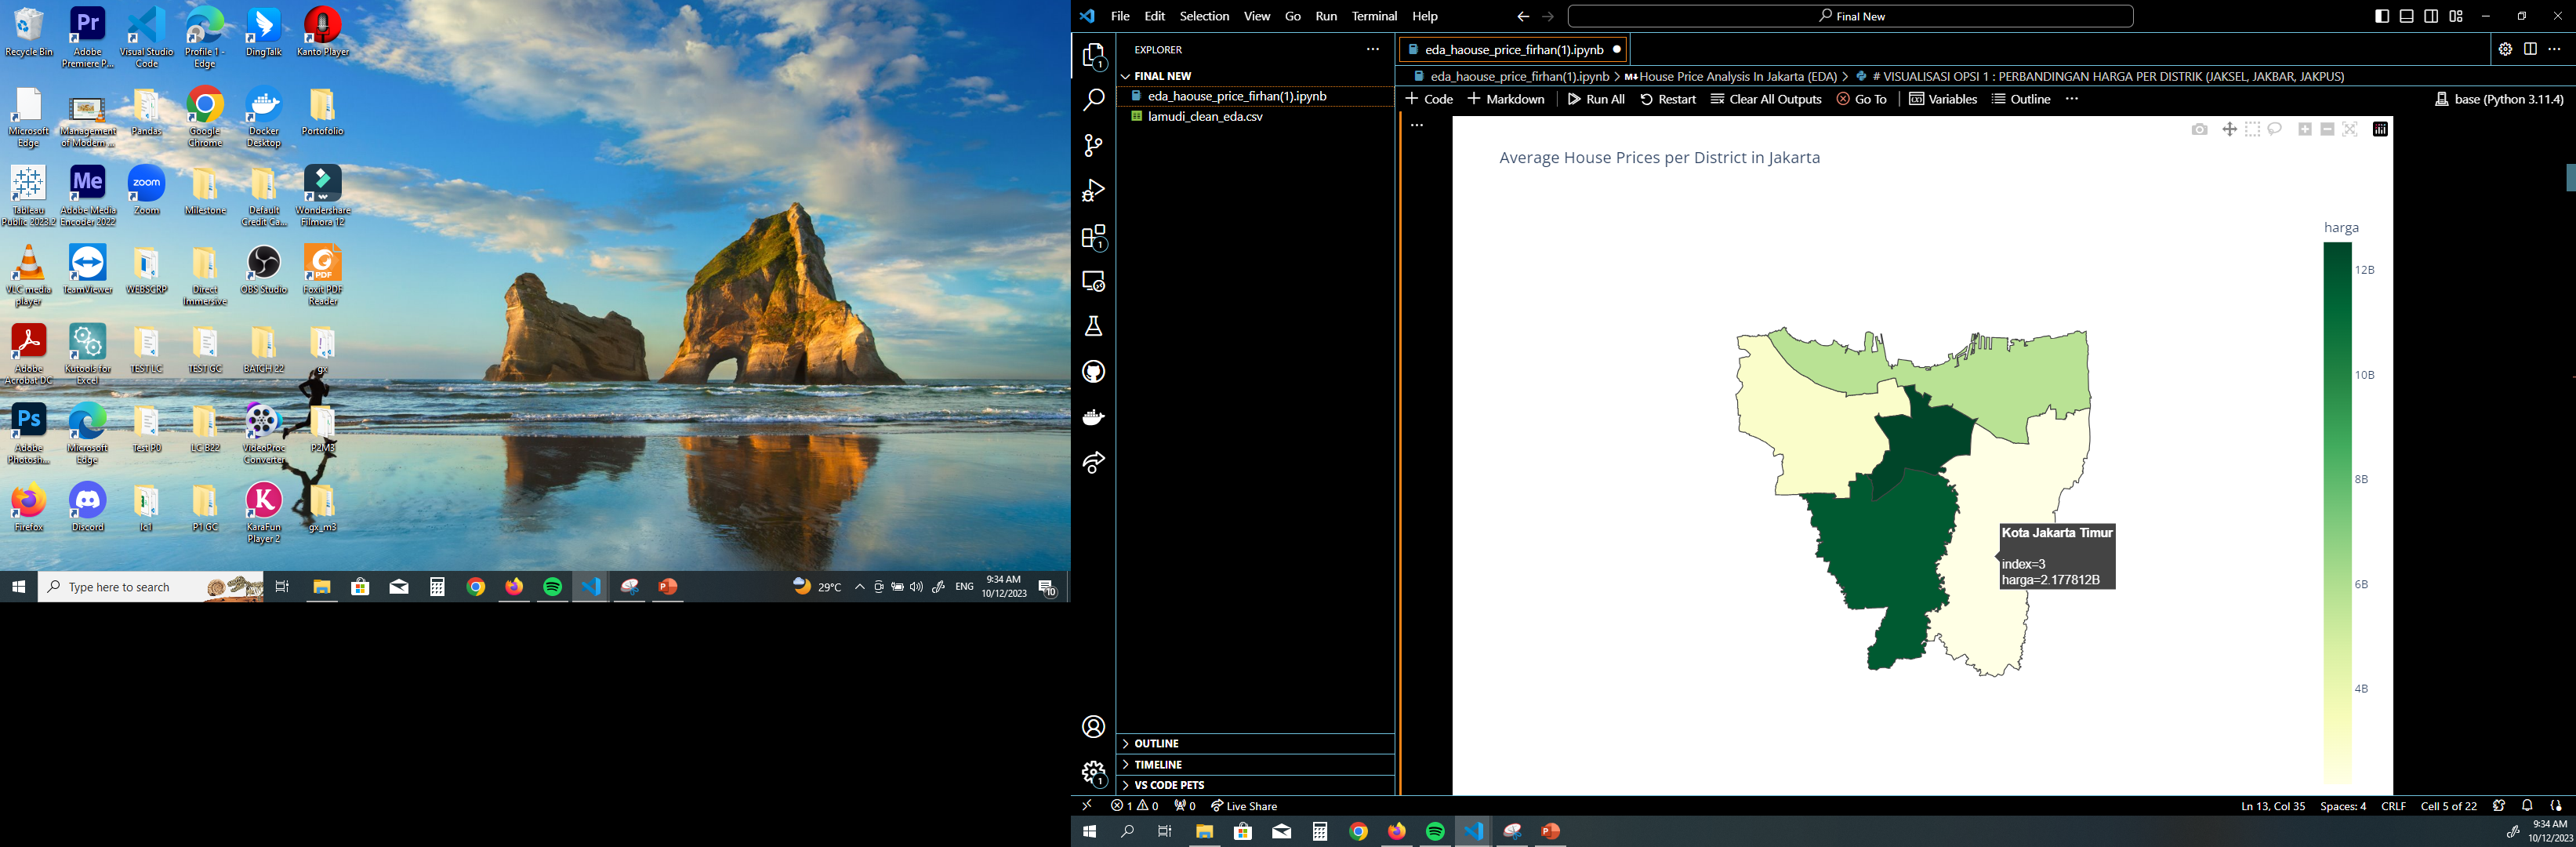 Recycle Bin
Adobe
Premiere P...
Visual Studio
Code
Profile 1 -
Edge
DingTalk
Kanto Player
Microsoft
Edge
Management
of Modern ...
Pandas
Google
Chrome
Docker
Desktop
Portofolio
Tableau
Public 2023.2
Adobe Media
Encoder 2022
Zoom
Milestone
Default
Credit Ca...
Wondershare
Filmora 12
VLC media
player
TeamViewer
WEBSCRP
Direct
Immersive
OBS Studio
Foxit PDF
Reader
Adobe
Acrobat DC
Kutools for
Excel
TEST LC
TEST GC
BATCH 22
gx
Adobe
Photosh...
Microsoft
Edge
Test P0
LC B22
VideoProc
Converter
P2M3
Firefox
Discord
lc1
P1 GC
KaraFun
Player 2
gx_m3
Type here to search
29°C
ENG
9:34 AM
10/12/2023
10
File Edit Selection View Go Run Terminal Help
Final New
EXPLORER
FINAL NEW
eda_haouse_price_firhan(1).ipynb
lamudi_clean_eda.csv
OUTLINE
TIMELINE
VS CODE PETS
eda_haouse_price_firhan(1).ipynb
eda_haouse_price_firhan(1).ipynb > M↓House Price Analysis In Jakarta (EDA) > # VISUALISASI OPSI 1 : PERBANDINGAN HARGA PER DISTRIK (JAKSEL, JAKBAR, JAKPUS)
+ Code + Markdown Run All Restart Clear All Outputs Go To Variables Outline ...
base (Python 3.11.4)
Average House Prices per District in Jakarta
harga
12B
10B
8B
6B
4B
Kota Jakarta Timur
index=3
harga=2.177812B
1 0 0 Live Share
Ln 13, Col 35 Spaces: 4 CRLF Cell 5 of 22
9:34 AM
10/12/2023